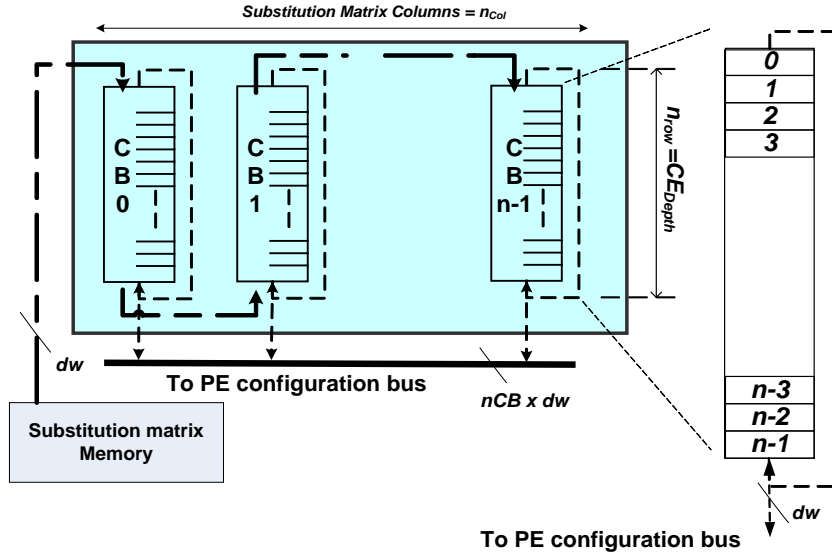 Substitution Matrix Columns = nCol
C
B
0
C
B
1
C
B
n-1
nrow =CEDepth
0
1
2
3
n-3
n-2
n-1
dw
To PE configuration bus
nCB x dw
Substitution matrix
Memory
dw
To PE configuration bus